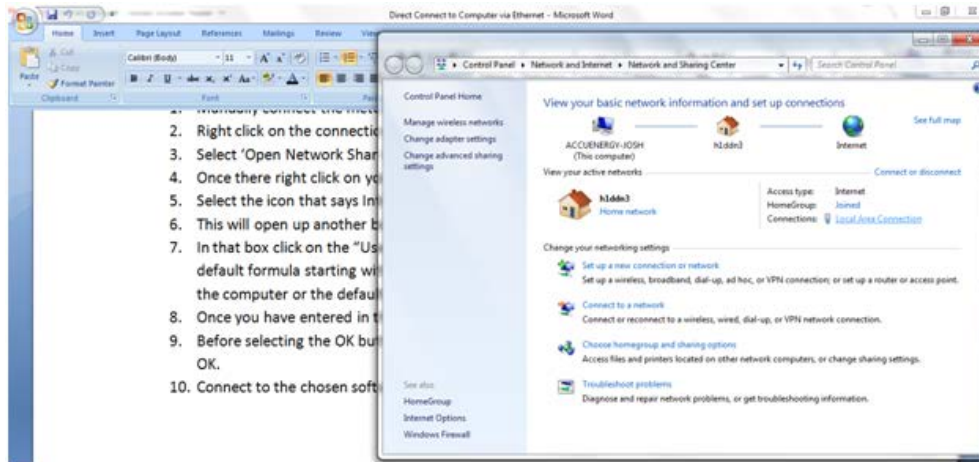 Direct Connect to Computer via Ethernet - Microsoft Word
Home Insert Page Layout References Mailings Review View
Cut
Copy
Format Painter
Paste
Clipboard
Calibri (Body) 11
Font
1. Manually connect the
2. Right click on the connectio
3. Select ‘Open Network Shar
4. Once there right click on yo
5. Select the icon that says Int
6. This will open up another b
7. In that box click on the “Us
default formula starting wi
the computer or the defaul
8. Once you have entered in t
9. Before selecting the OK bu
OK.
10. Connect to the chosen soft
Control Panel Network and Internet Network and Sharing Center
Search Control Panel
Control Panel Home
Manage wireless networks
Change adapter settings
Change advanced sharing
settings
See also
HomeGroup
Internet Options
Windows Firewall
View your basic network information and set up connections
See full map
ACCUENERGY-JOSH
(This computer)
h1ddn3
Internet
View your active networks
Connect or disconnect
h1ddn3
Home network
Access type: Internet
HomeGroup: Joined
Connections: Local Area Connection
Change your networking settings
Set up a new connection or network
Set up a wireless, broadband, dial-up, ad hoc, or VPN connection; or set up a router or access point.
Connect to a network
Connect or reconnect to a wireless, wired, dial-up, or VPN network connection.
Choose homegroup and sharing options
Access files and printers located on other network computers, or change sharing settings.
Troubleshoot problems
Diagnose and repair network problems, or get troubleshooting information.